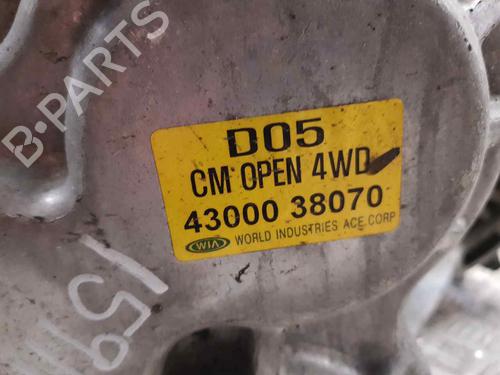 B-PARTS
D05
CM OPEN 4WD
43000 38070
WIA WORLD INDUSTRIES ACE CORP